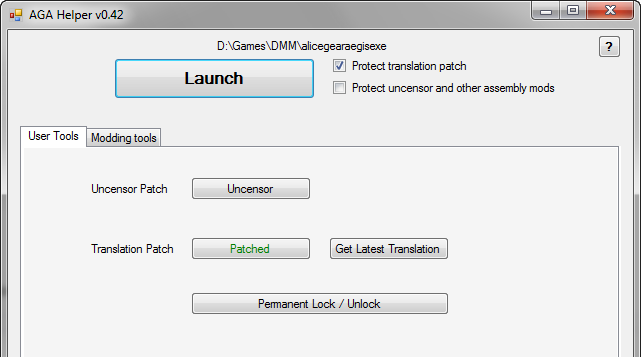 AGA Helper v0.42
D:\Games\DMM\alicegearaegisexe
?
Launch
Protect translation patch
Protect uncensor and other assembly mods
User Tools
Modding tools
Uncensor Patch
Uncensor
Translation Patch
Patched
Get Latest Translation
Permanent Lock / Unlock